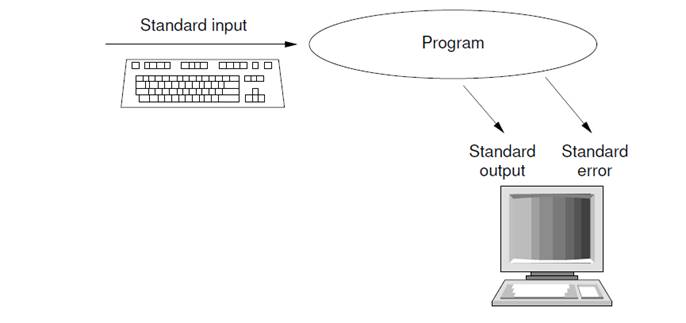 Standard input
Program
Standard
output
Standard
error